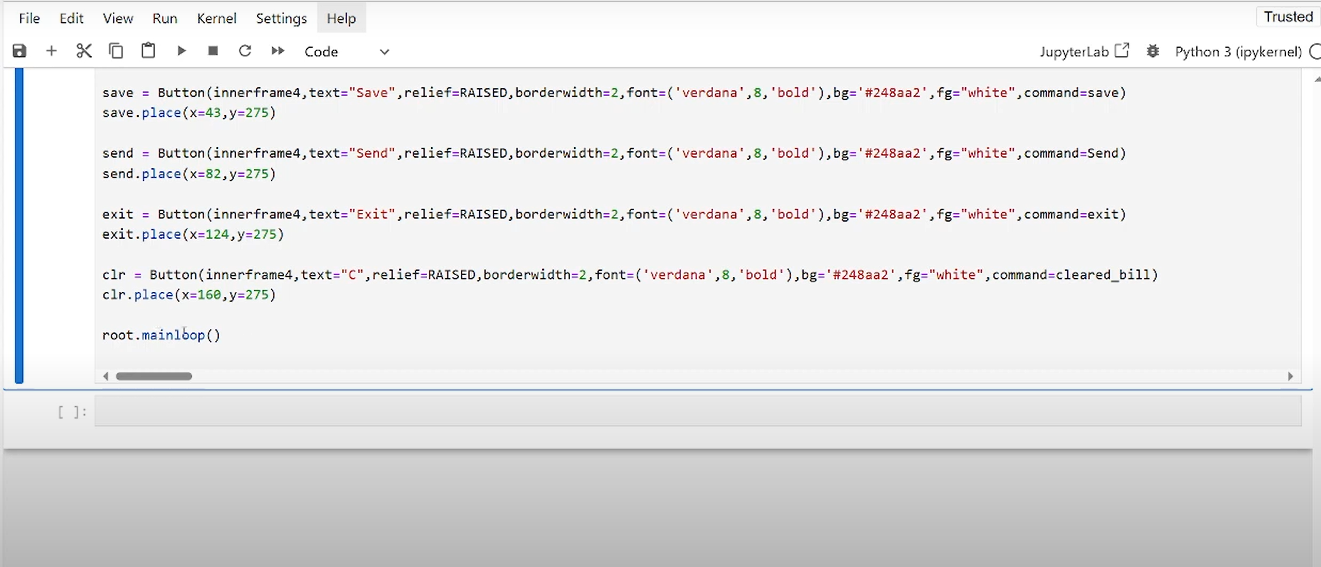 File Edit View Run Kernel Settings Help Trusted
Code JupyterLab Python 3 (ipykernel)
save = Button(innerframe4,text="Save",relief=RAISED,borderwidth=2,font=('verdana',8,'bold'),bg='#248aa2',fg="white",command=save)
save.place(x=43,y=275)
send = Button(innerframe4,text="Send",relief=RAISED,borderwidth=2,font=('verdana',8,'bold'),bg='#248aa2',fg="white",command=Send)
send.place(x=82,y=275)
exit = Button(innerframe4,text="Exit",relief=RAISED,borderwidth=2,font=('verdana',8,'bold'),bg='#248aa2',fg="white",command=exit)
exit.place(x=124,y=275)
clr = Button(innerframe4,text="C",relief=RAISED,borderwidth=2,font=('verdana',8,'bold'),bg='#248aa2',fg="white",command=cleared_bill)
clr.place(x=160,y=275)
root.mainloop()
[ ]: